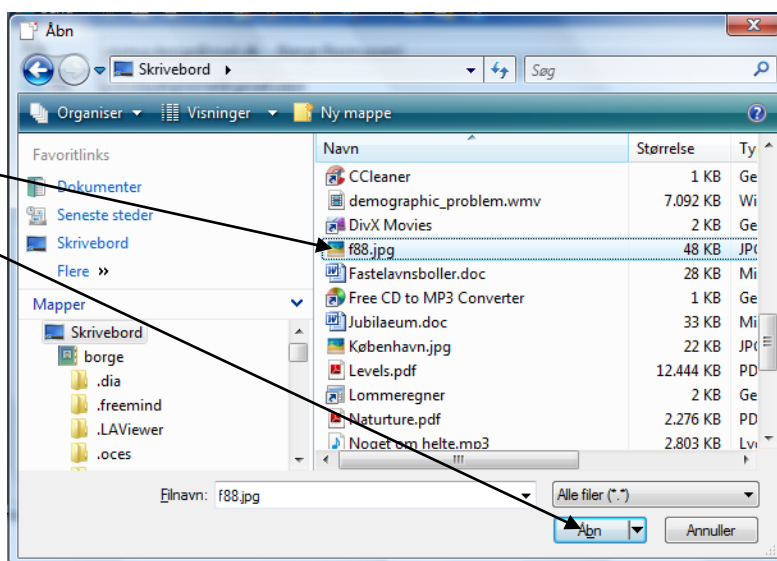 Åbn
Skrivebord
Søg
Organiser Visninger Ny mappe
Favoritlinks
Dokumenter
Seneste steder
Skrivebord
Flere »
Mapper
Skrivebord
borge
.dia
.freemind
.LAViewer
.oces
Navn Størrelse Ty
CCleaner 1 KB Ge
demographic_problem.wmv 7.092 KB Wi
DivX Movies 2 KB Ge
f88.jpg 48 KB JPG
Fastelavnsboller.doc 28 KB Mi
Free CD to MP3 Converter 1 KB Ge
Jubilaeum.doc 33 KB Mi
København.jpg 22 KB JPG
Levels.pdf 12.444 KB PD
Lommeregner 2 KB Ge
Naturture.pdf 2.276 KB PD
Noget om helte.mp3 2.803 KB Lyd
Filnavn: f88.jpg Alle filer (*.*)
Åbn Annuller